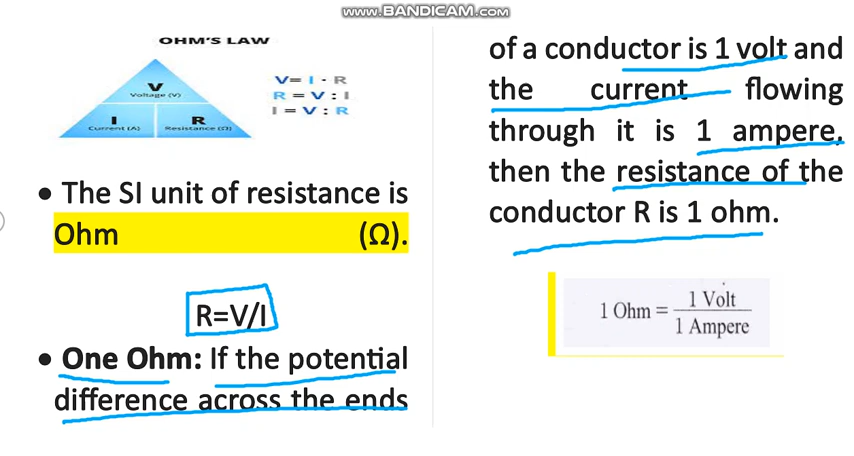 www.BANDICAM.com
OHM'S LAW
V
Voltage (V)
I
Current (A)
R
Resistance (Ω)
V= I · R
R = V : I
I = V : R
• The SI unit of resistance is
Ohm (Ω).
R=V/I
• One Ohm: If the potential
difference across the ends
of a conductor is 1 volt and
the current flowing
through it is 1 ampere,
then the resistance of the
conductor R is 1 ohm.
1 Ohm = 1 Volt
1 Ampere